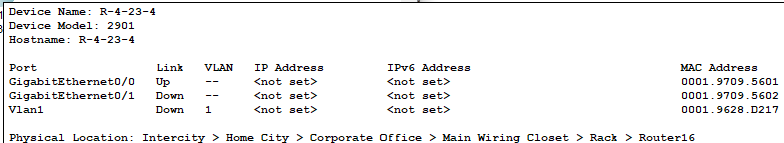 Device Name: R-4-23-4
Device Model: 2901
Hostname: R-4-23-4
Port Link VLAN IP Address IPv6 Address MAC Address
GigabitEthernet0/0 Up -- <not set> <not set> 0001.9709.5601
GigabitEthernet0/1 Down -- <not set> <not set> 0001.9709.5602
Vlan1 Down 1 <not set> <not set> 0001.9628.D217
Physical Location: Intercity > Home City > Corporate Office > Main Wiring Closet > Rack > Router16